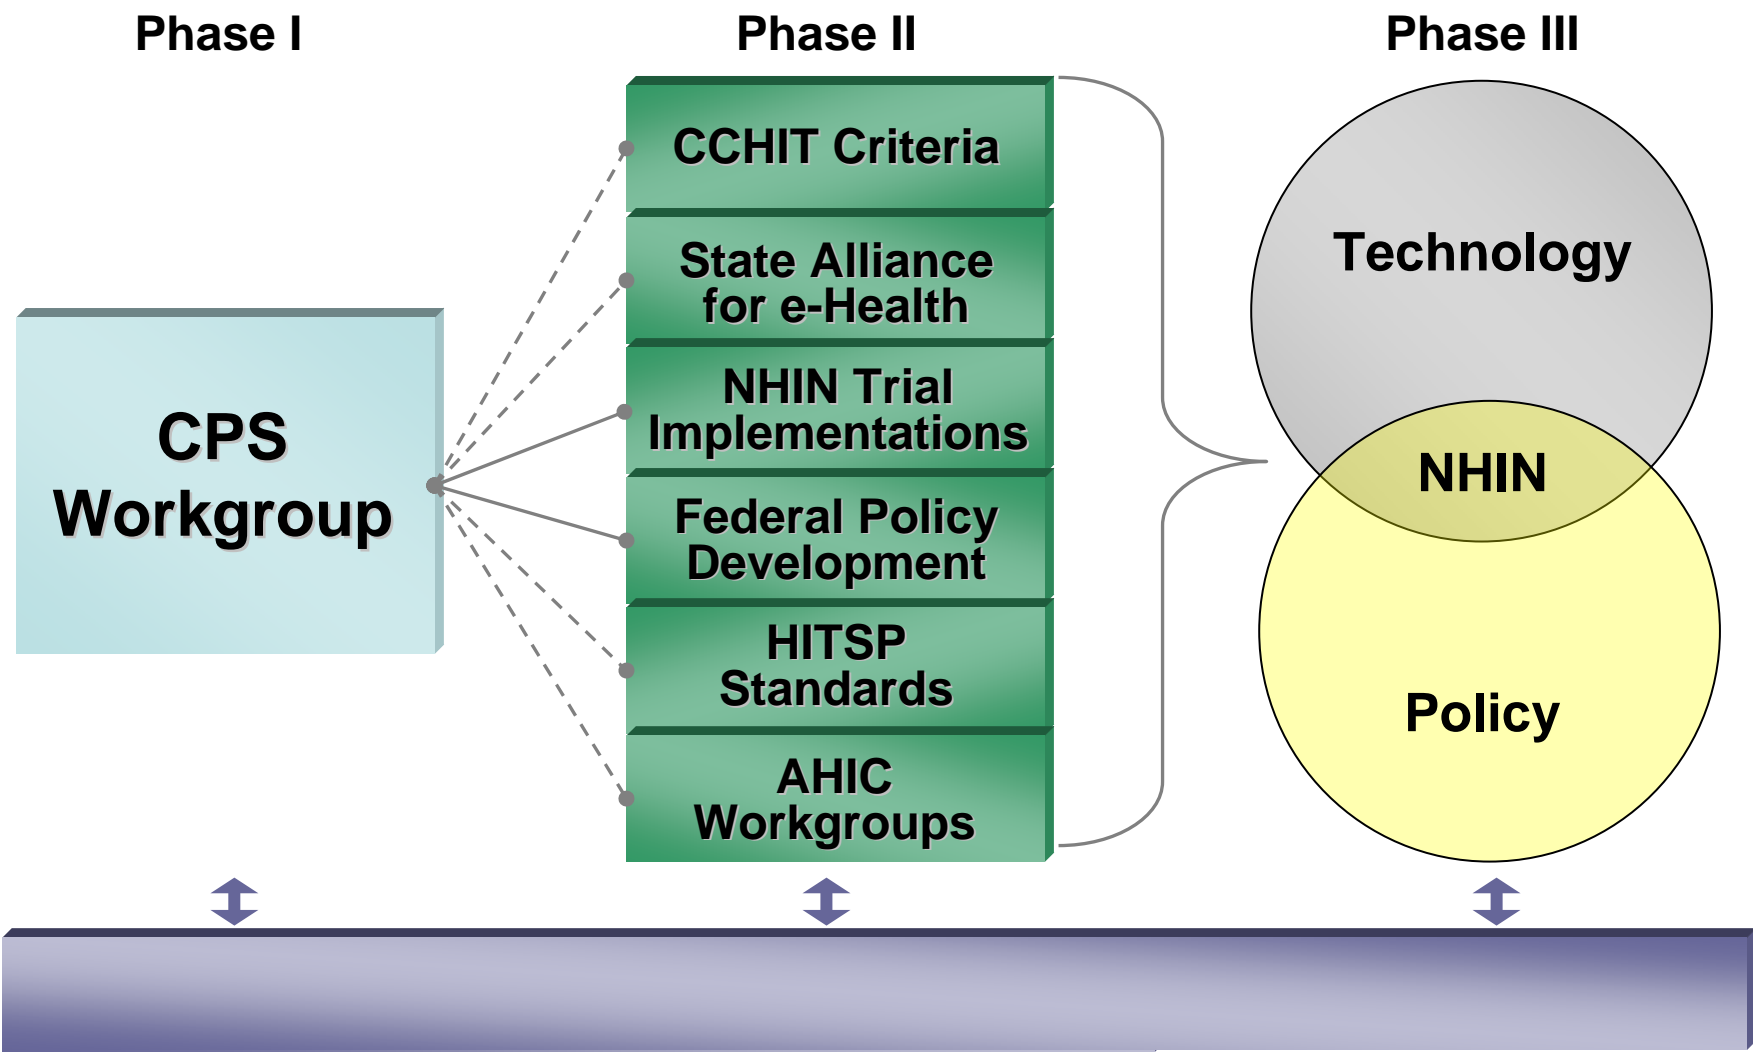 Phase I
Phase II
Phase III
CPS
Workgroup
CCHIT Criteria
State Alliance
for e-Health
NHIN Trial
Implementations
Federal Policy
Development
HITSP
Standards
AHIC
Workgroups
Technology
NHIN
Policy